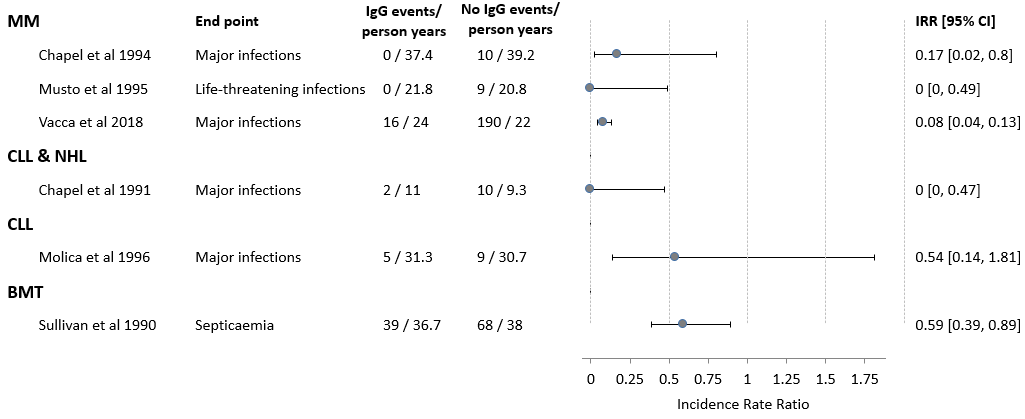 MM End point IgG events/ person years No IgG events/ person years IRR [95% CI]
Chapel et al 1994 Major infections 0 / 37.4 10 / 39.2 0.17 [0.02, 0.8]
Musto et al 1995 Life-threatening infections 0 / 21.8 9 / 20.8 0 [0, 0.49]
Vacca et al 2018 Major infections 16 / 24 190 / 22 0.08 [0.04, 0.13]
CLL & NHL
Chapel et al 1991 Major infections 2 / 11 10 / 9.3 0 [0, 0.47]
CLL
Molica et al 1996 Major infections 5 / 31.3 9 / 30.7 0.54 [0.14, 1.81]
BMT
Sullivan et al 1990 Septicaemia 39 / 36.7 68 / 38 0.59 [0.39, 0.89]
0 0.25 0.5 0.75 1 1.25 1.5 1.75
Incidence Rate Ratio